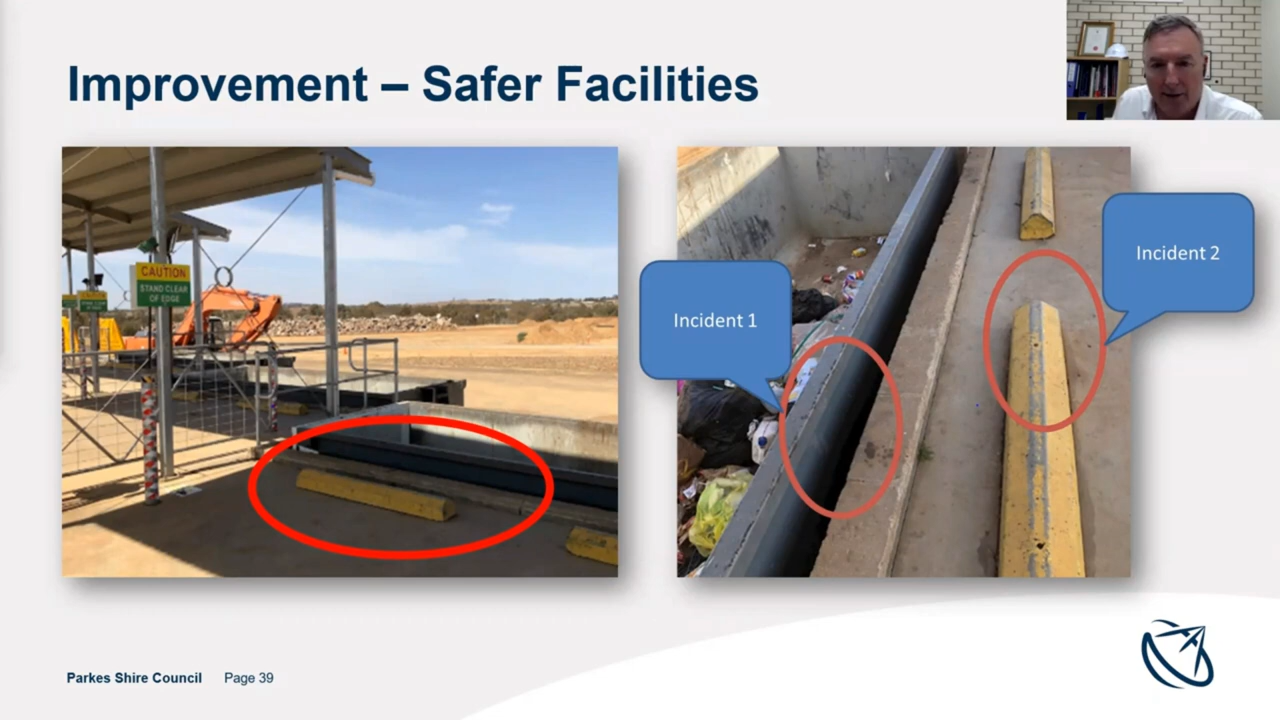 Improvement – Safer Facilities
CAUTION
STAND CLEAR
OF EDGE
Incident 1
Incident 2
Parkes Shire Council Page 39